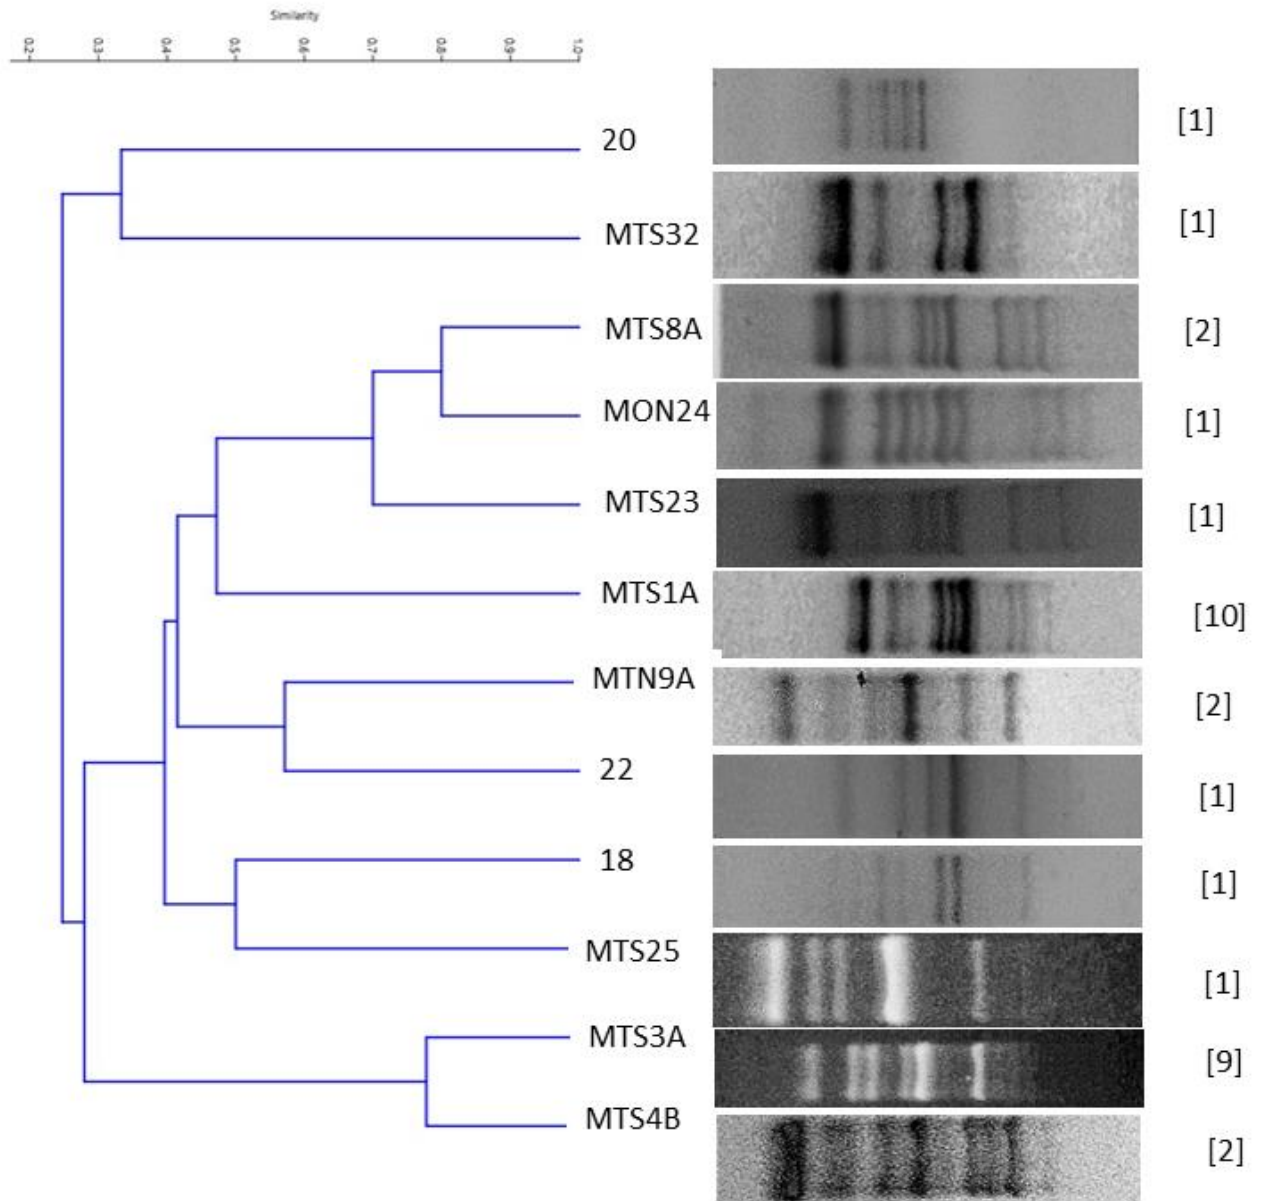 Similarity
0.2 0.3 0.4 0.5 0.6 0.7 0.8 0.9 1.0
20 [1]
MTS32 [1]
MTS8A [2]
MON24 [1]
MTS23 [1]
MTS1A [10]
MTN9A [2]
22 [1]
18 [1]
MTS25 [1]
MTS3A [9]
MTS4B [2]